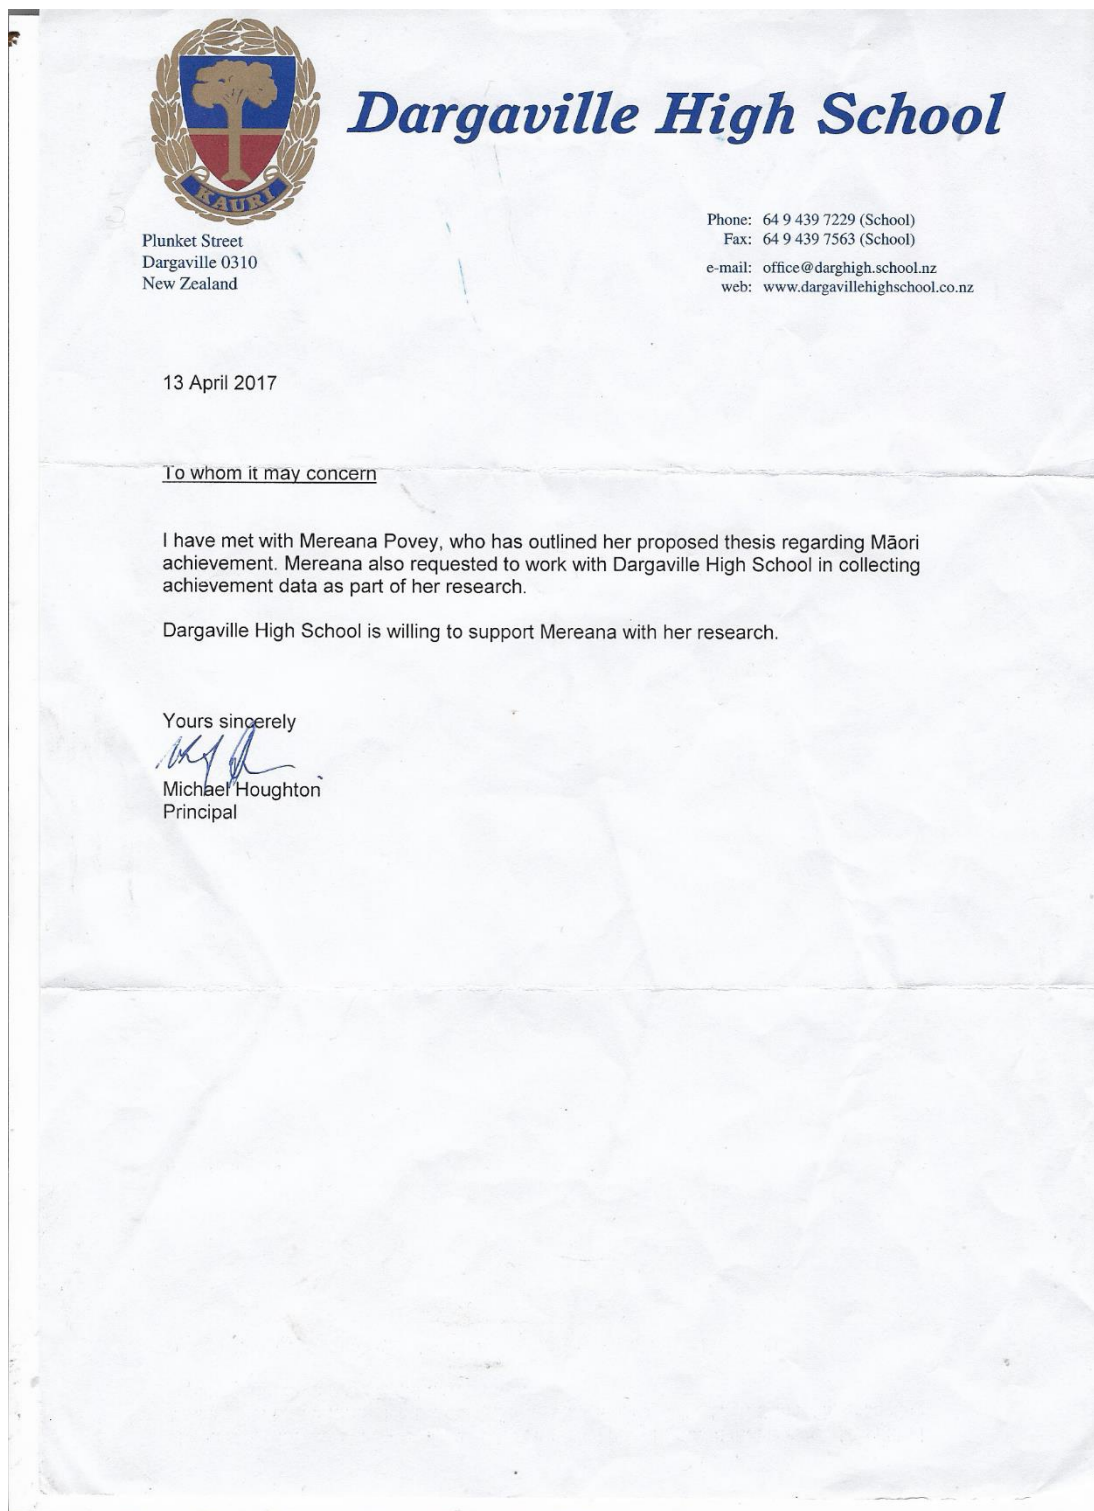 KAURI
Dargaville High School
Plunket Street
Dargaville 0310
New Zealand
Phone: 64 9 439 7229 (School)
Fax: 64 9 439 7563 (School)
e-mail: office@darghigh.school.nz
web: www.dargavillehighschool.co.nz
13 April 2017
To whom it may concern
I have met with Mereana Povey, who has outlined her proposed thesis regarding Māori
achievement. Mereana also requested to work with Dargaville High School in collecting
achievement data as part of her research.
Dargaville High School is willing to support Mereana with her research.
Yours sincerely
Michael Houghton
Principal